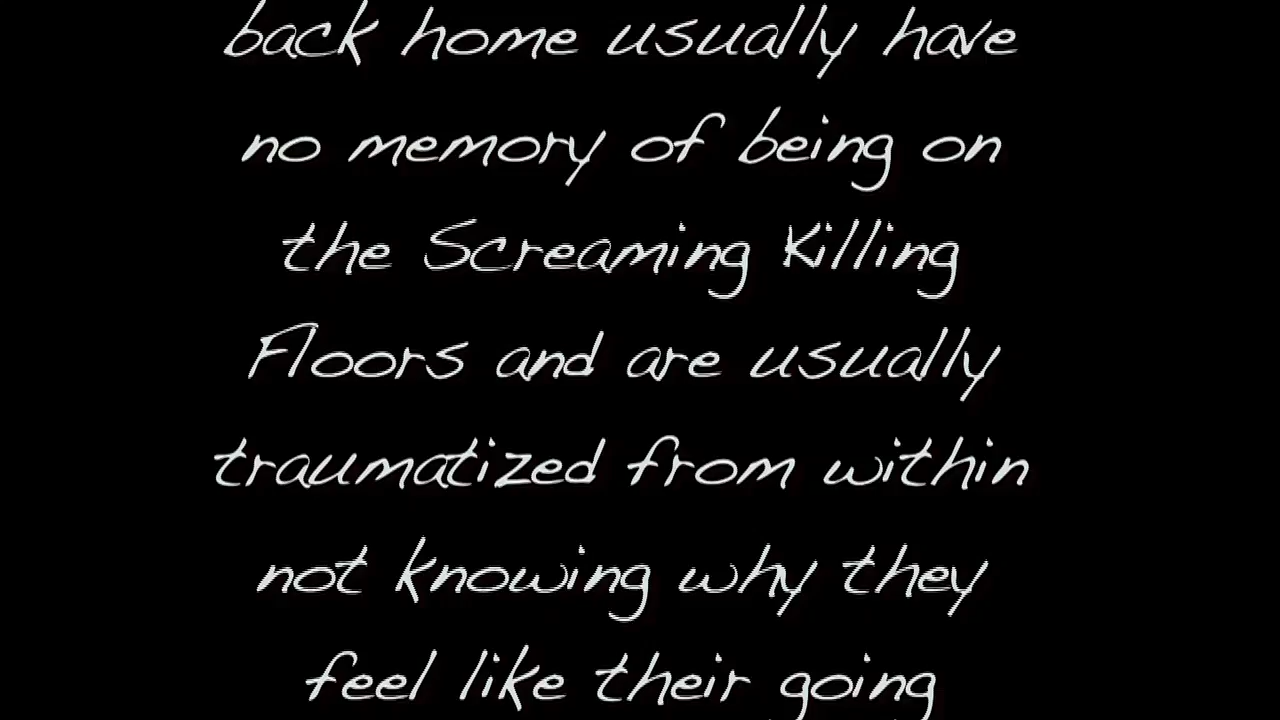 back home usually have
no memory of being on
the Screaming Killing
Floors and are usually
traumatized from within
not knowing why they
feel like their going